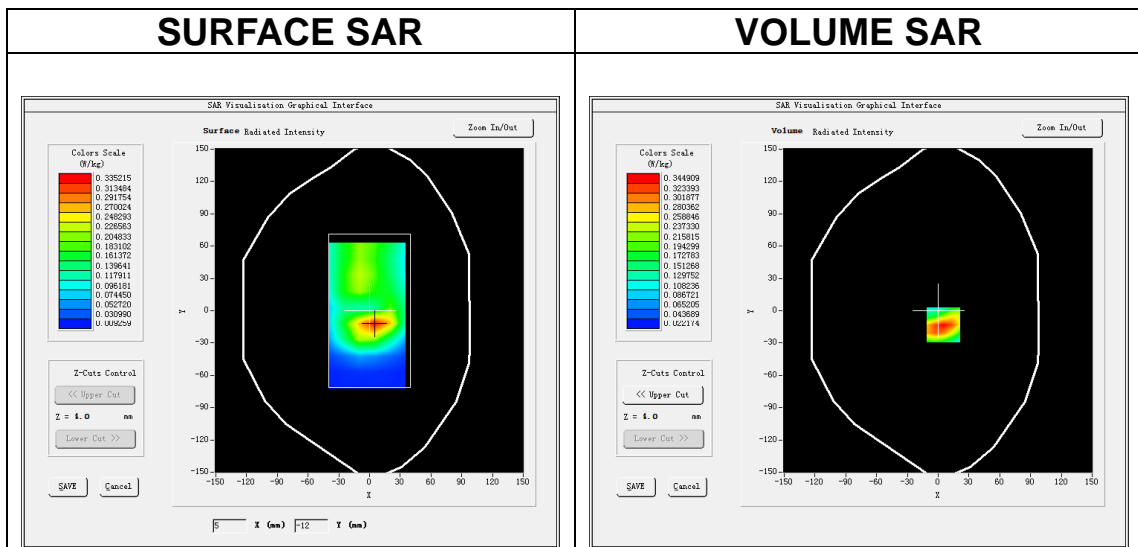 SURFACE SAR
VOLUME SAR
SAR Visualisation Graphical Interface
Surface Radiated Intensity
Zoom In/Out
Colors Scale
(W/kg)
0.335215
0.313484
0.291754
0.270024
0.248293
0.226563
0.204833
0.183102
0.161372
0.139641
0.117911
0.096181
0.074450
0.052720
0.030990
0.009259
150
120
90
60
30
0
-30
-60
-90
-120
-150
Y
-150 -120 -90 -60 -30 0 30 60 90 120 150
X
Z-Cuts Control
<< Upper Cut
Z = 4.0 mm
Lower Cut >>
SAVE Cancel
5 X (mm) -12 Y (mm)
SAR Visualisation Graphical Interface
Volume Radiated Intensity
Zoom In/Out
Colors Scale
(W/kg)
0.344909
0.323393
0.301877
0.280362
0.258846
0.237330
0.215815
0.194299
0.172783
0.151268
0.129752
0.108236
0.086721
0.065205
0.043689
0.022174
150
120
90
60
30
0
-30
-60
-90
-120
-150
Y
-150 -120 -90 -60 -30 0 30 60 90 120 150
X
Z-Cuts Control
<< Upper Cut
Z = 4.0 mm
Lower Cut >>
SAVE Cancel